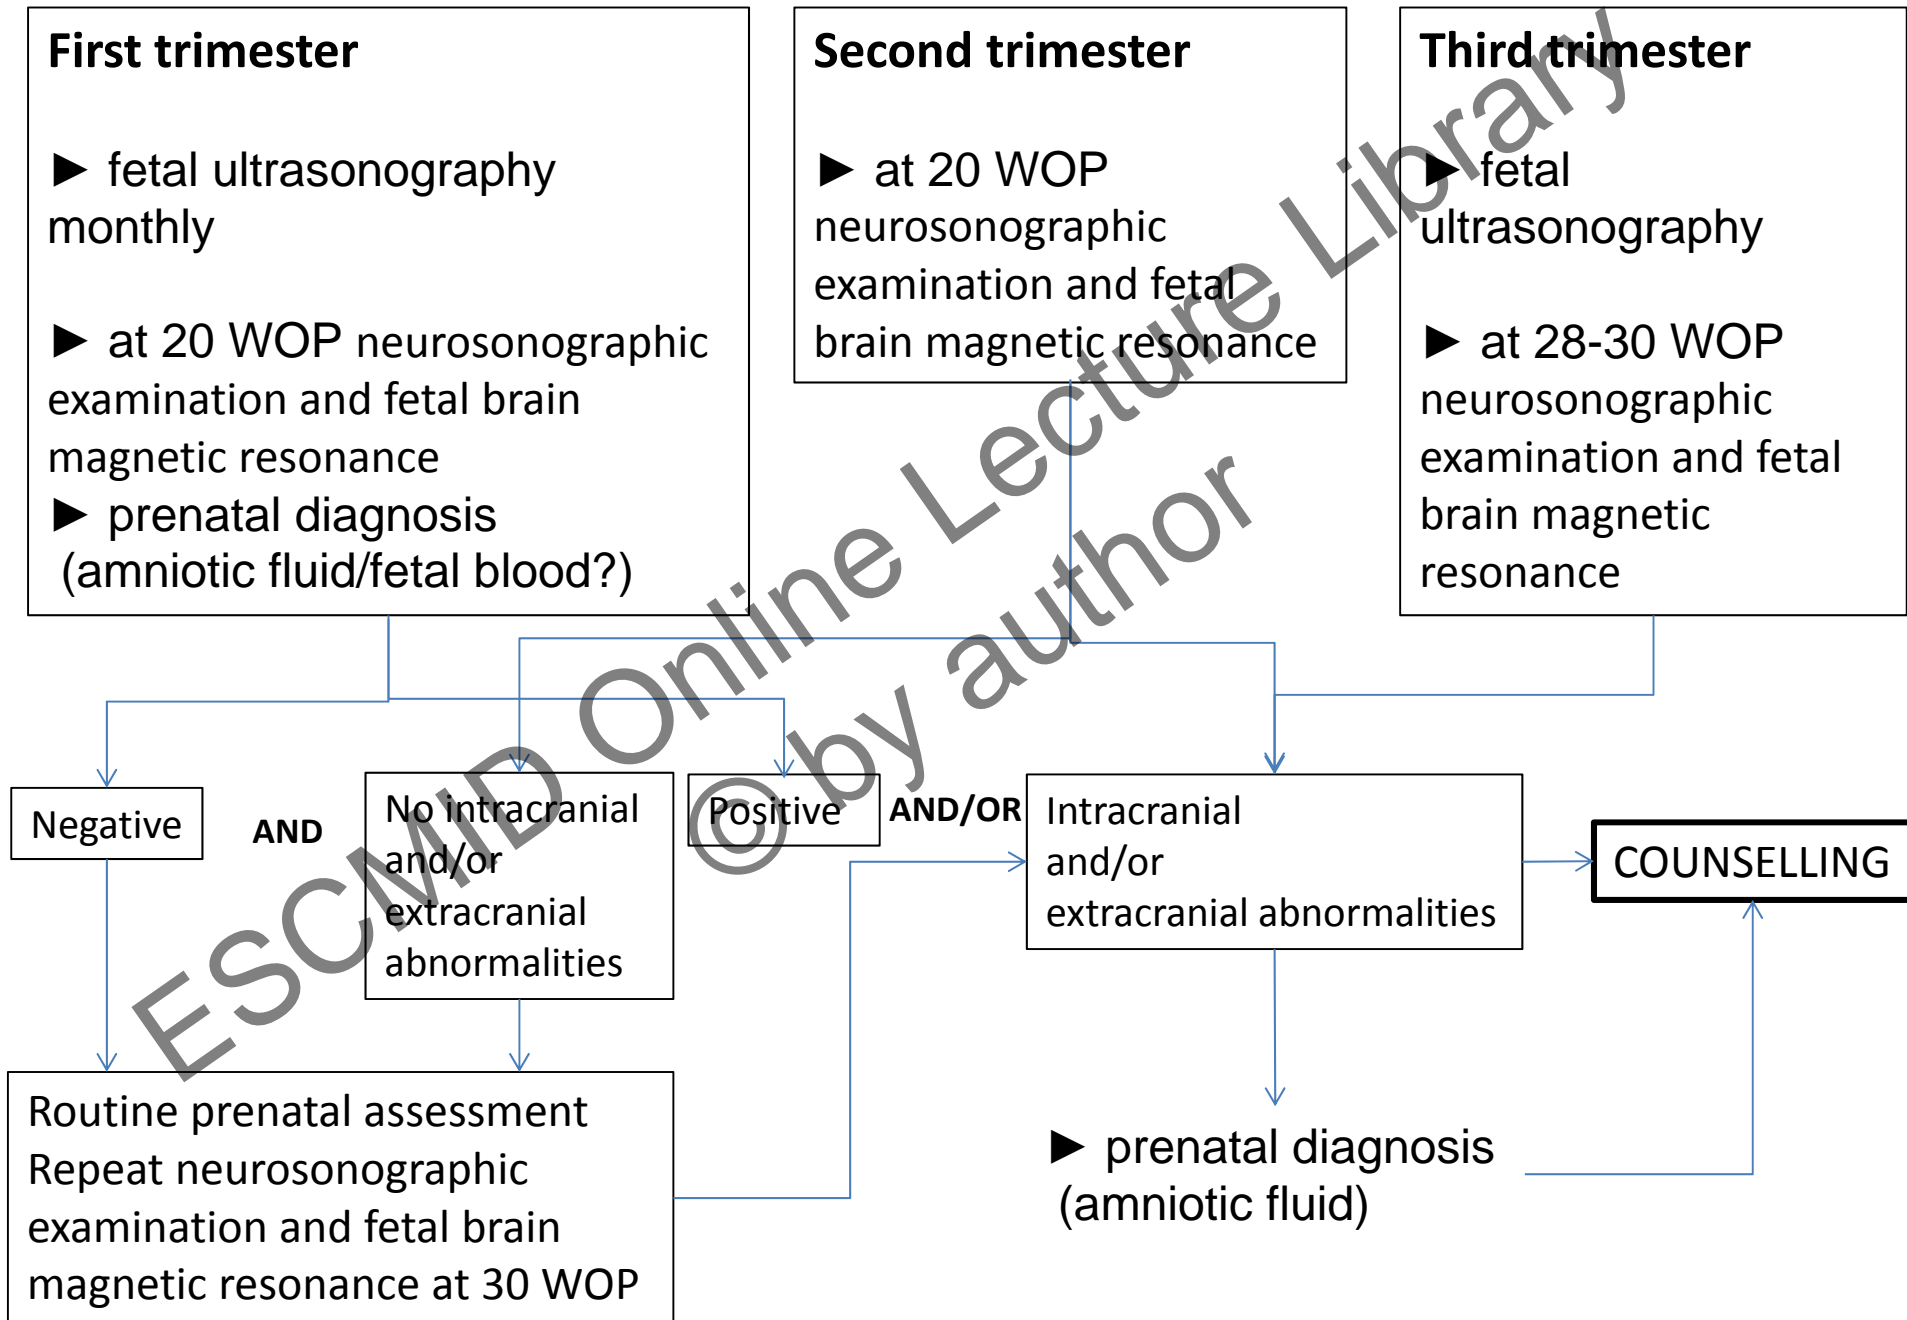 First trimester
► fetal ultrasonography
monthly
► at 20 WOP neurosonographic
examination and fetal brain
magnetic resonance
► prenatal diagnosis
(amniotic fluid/fetal blood?)
Second trimester
► at 20 WOP
neurosonographic
examination and fetal
brain magnetic resonance
Third trimester
► fetal
ultrasonography
► at 28-30 WOP
neurosonographic
examination and fetal
brain magnetic
resonance
Negative
AND
No intracranial
and/or
extracranial
abnormalities
Positive
AND/OR
Intracranial
and/or
extracranial abnormalities
COUNSELLING
Routine prenatal assessment
Repeat neurosonographic
examination and fetal brain
magnetic resonance at 30 WOP
► prenatal diagnosis
(amniotic fluid)
ESCMID Online Lecture Library
© by author